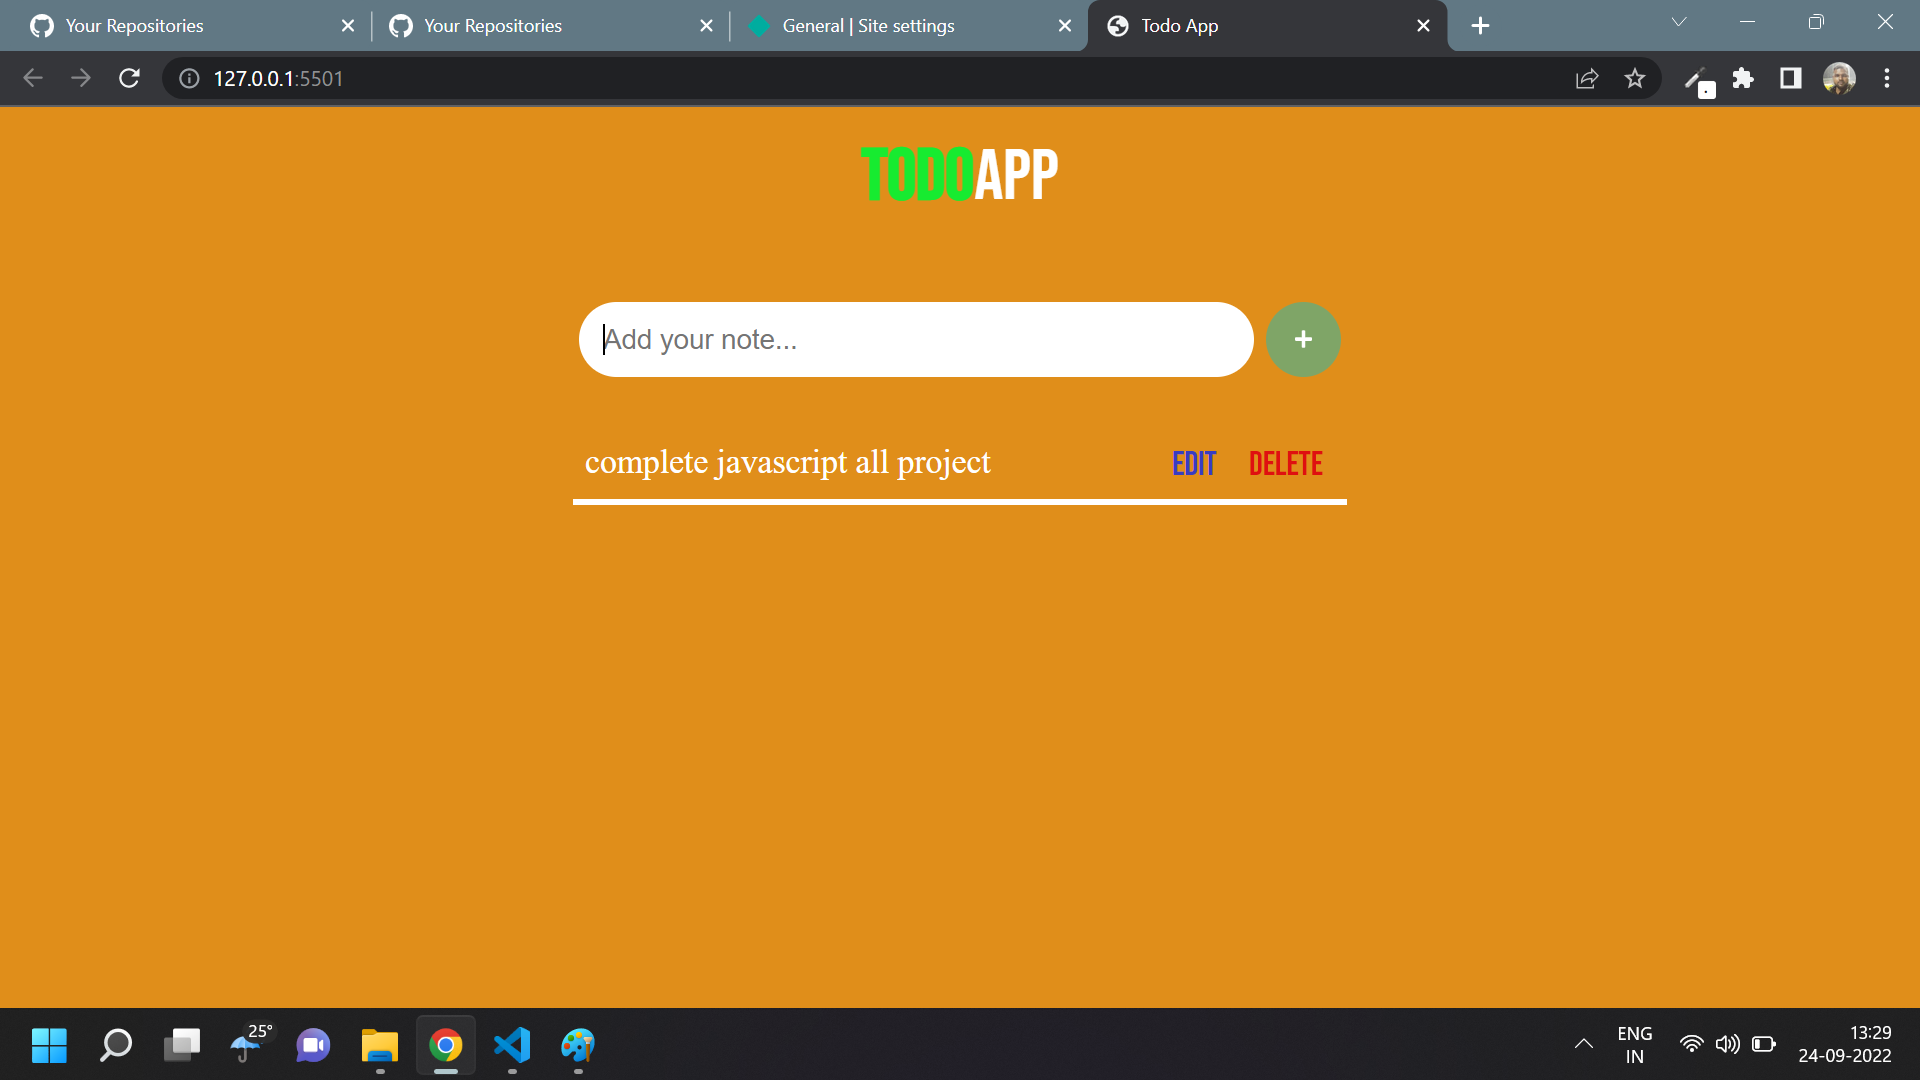 Your Repositories
Your Repositories
General | Site settings
Todo App
127.0.0.1:5501
TODOAPP
Add your note...
+
complete javascript all project
EDIT
DELETE
25°
ENG
IN
13:29
24-09-2022